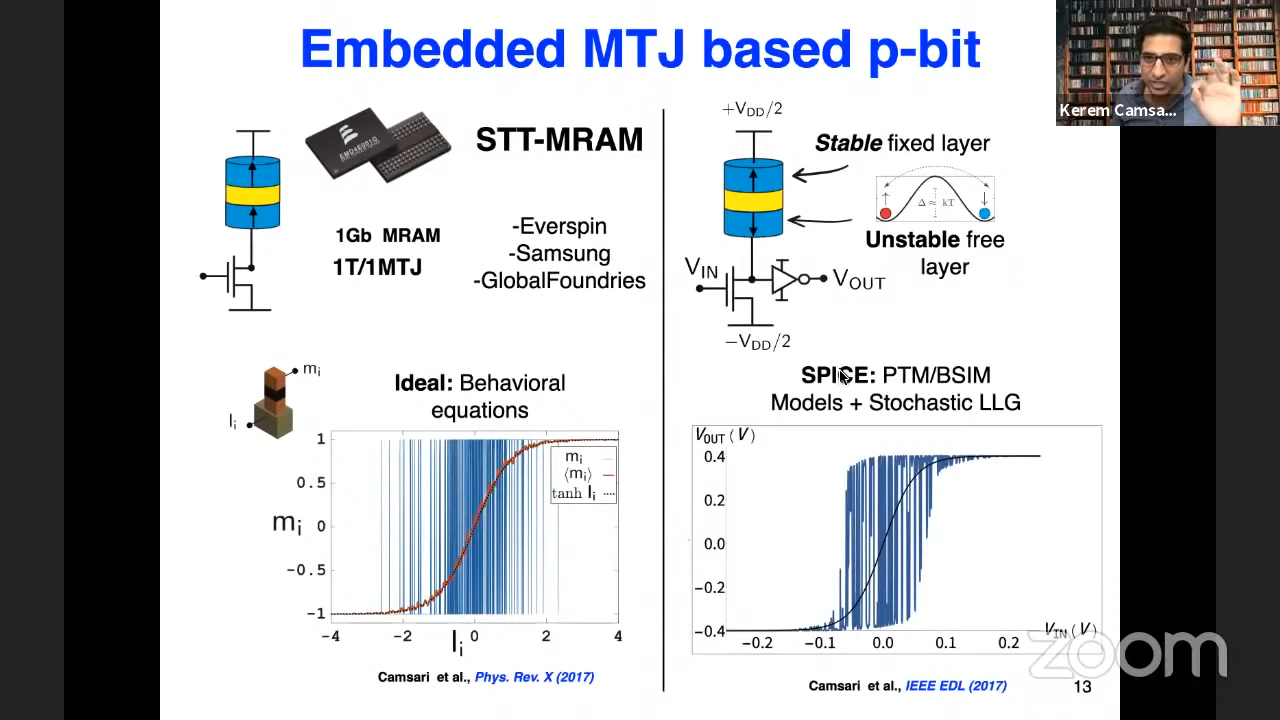 Embedded MTJ based p-bit
Kerem Camsa...
STT-MRAM
EMD4E001G
1Gb MRAM
1T/1MTJ
-Everspin
-Samsung
-GlobalFoundries
+V_DD/2
Stable fixed layer
Δ ≈ kT
Unstable free
layer
V_IN
V_OUT
−V_DD/2
m_i
I_i
Ideal: Behavioral
equations
m_i
⟨m_i⟩
tanh I_i
1
0.5
0
−0.5
−1
m_i
−4
−2
0
2
4
I_i
Camsari et al., Phys. Rev. X (2017)
SPICE: PTM/BSIM
Models + Stochastic LLG
V_OUT (V)
0.4
0.2
0.0
−0.2
−0.4
−0.2
−0.1
0.0
0.1
0.2
V_IN (V)
zoom
Camsari et al., IEEE EDL (2017)
13